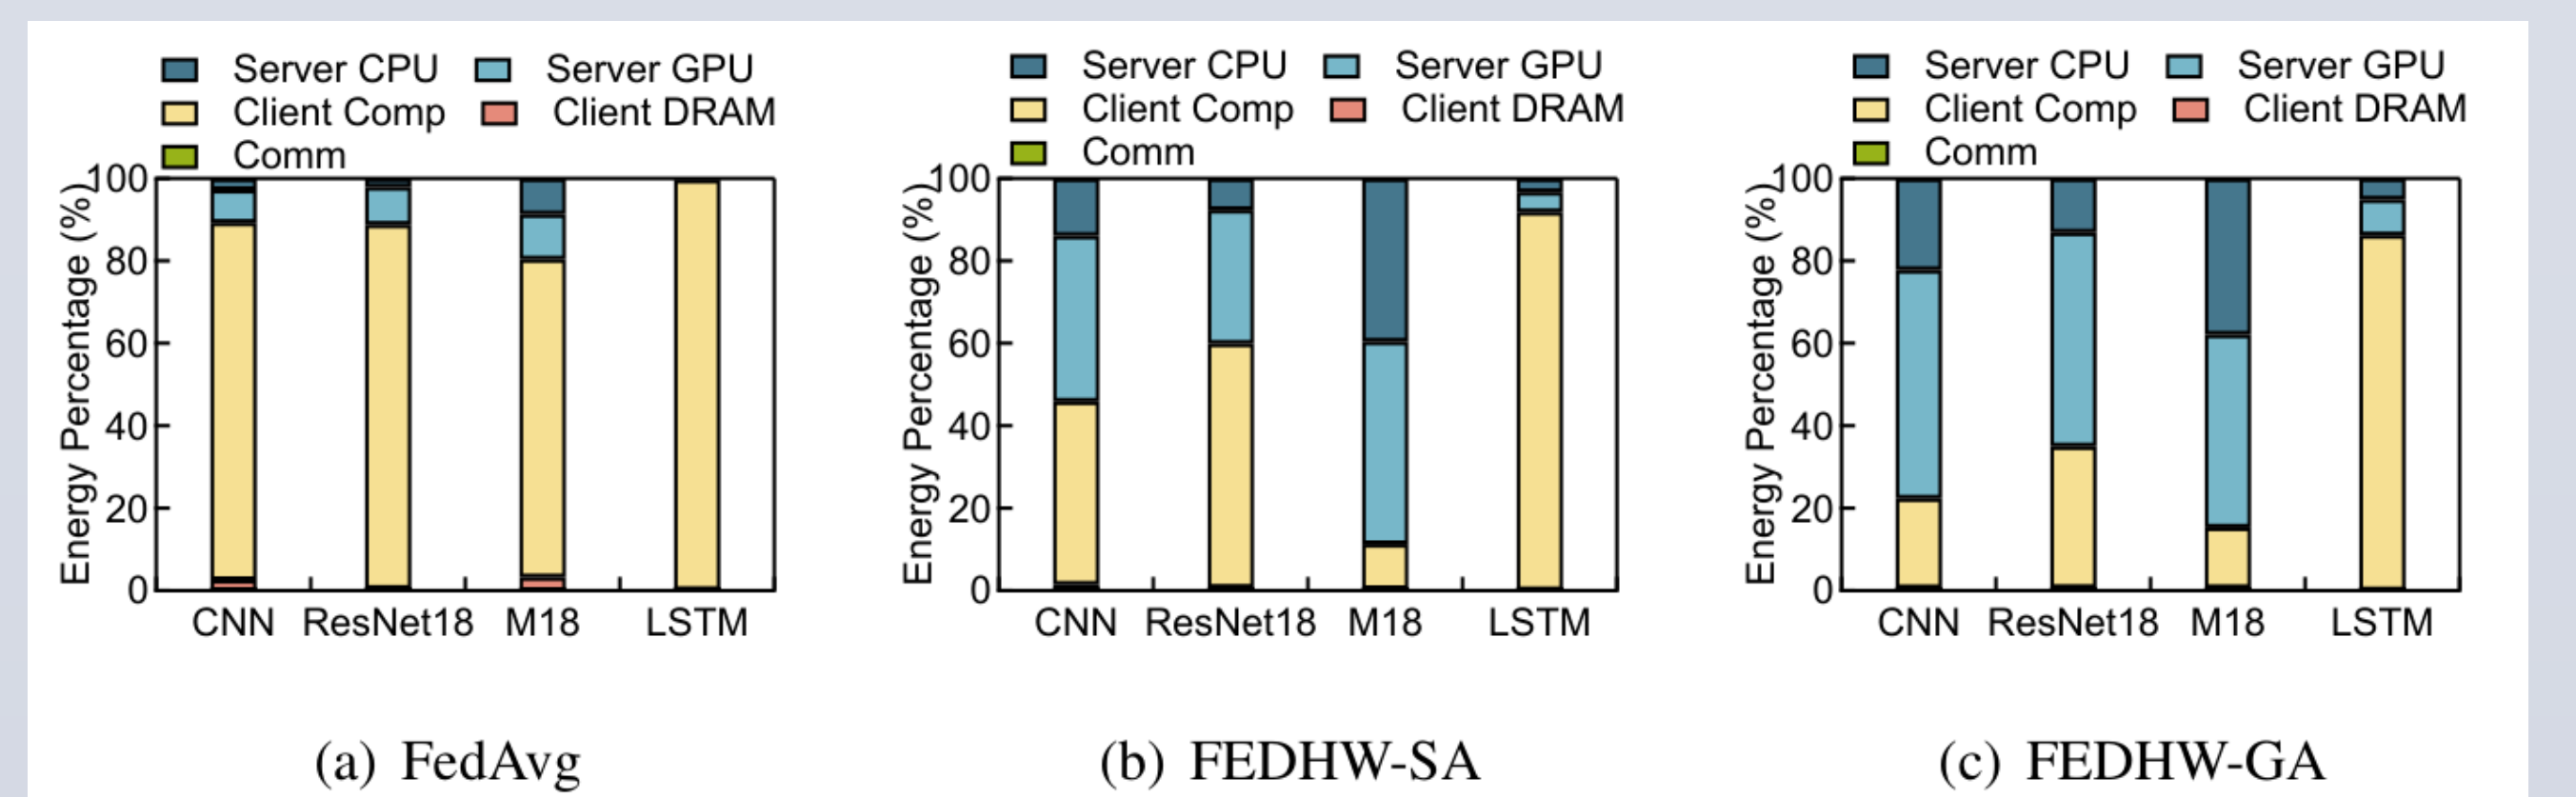 Server CPU Server GPU
Client Comp Client DRAM
Comm
Energy Percentage (%)
100
80
60
40
20
0
CNN ResNet18 M18 LSTM
(a) FedAvg
Server CPU Server GPU
Client Comp Client DRAM
Comm
Energy Percentage (%)
100
80
60
40
20
0
CNN ResNet18 M18 LSTM
(b) FEDHW-SA
Server CPU Server GPU
Client Comp Client DRAM
Comm
Energy Percentage (%)
100
80
60
40
20
0
CNN ResNet18 M18 LSTM
(c) FEDHW-GA